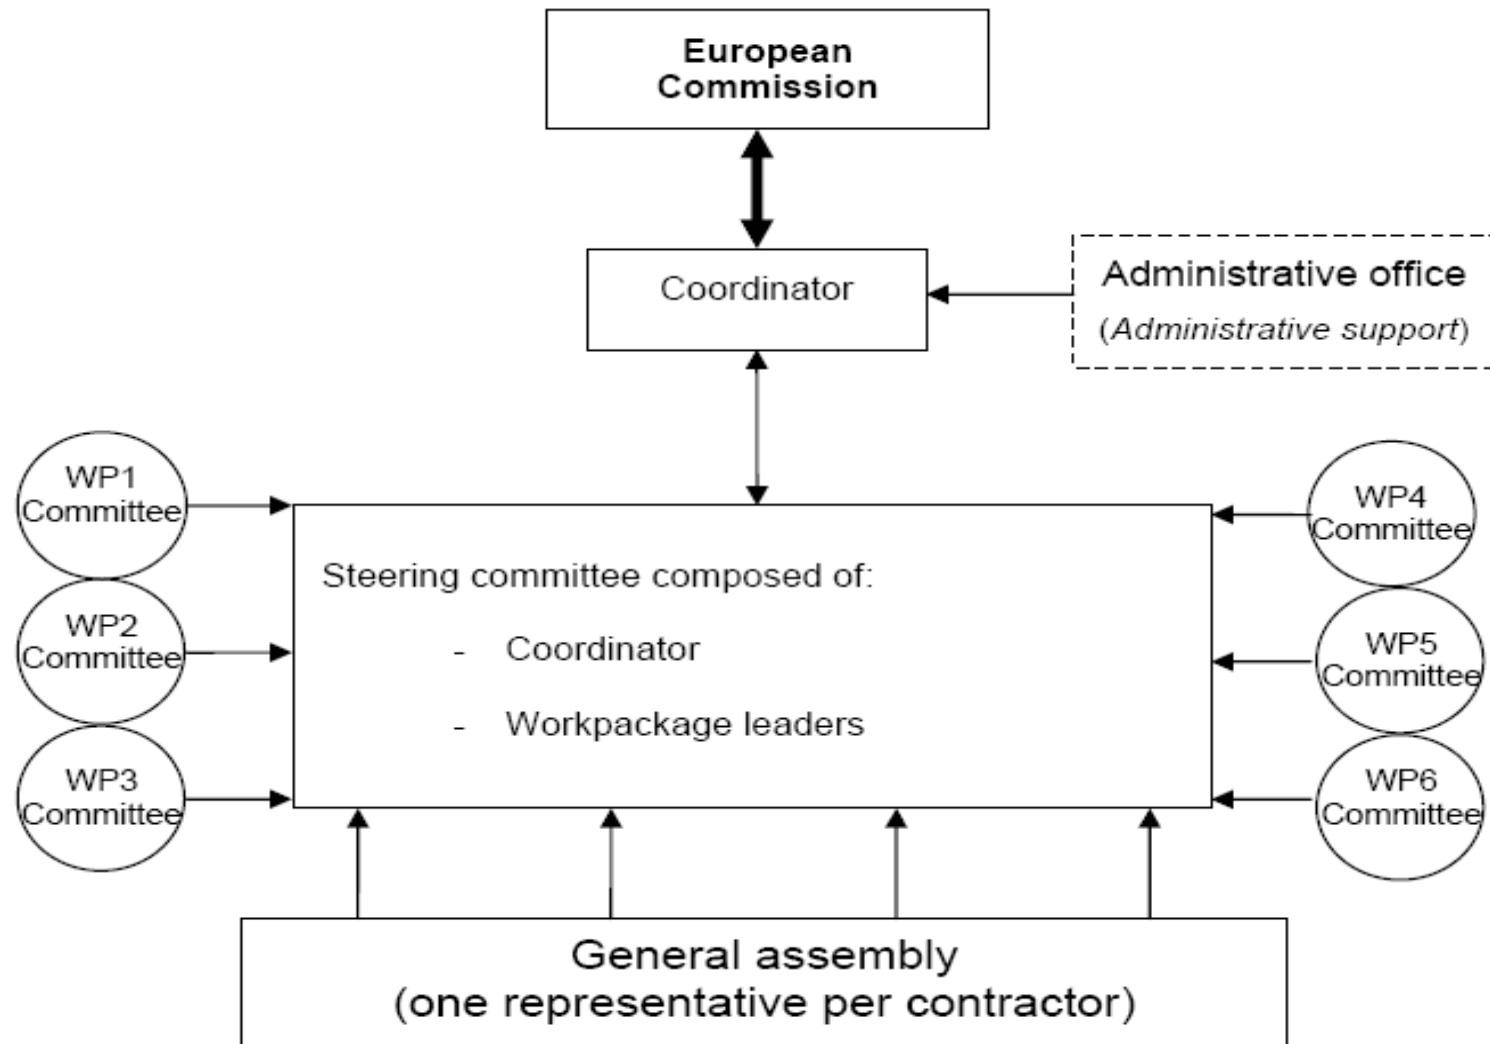 European
Commission
Coordinator
Administrative office
(Administrative support)
WP1
Committee
WP2
Committee
WP3
Committee
Steering committee composed of:
- Coordinator
- Workpackage leaders
WP4
Committee
WP5
Committee
WP6
Committee
General assembly
(one representative per contractor)